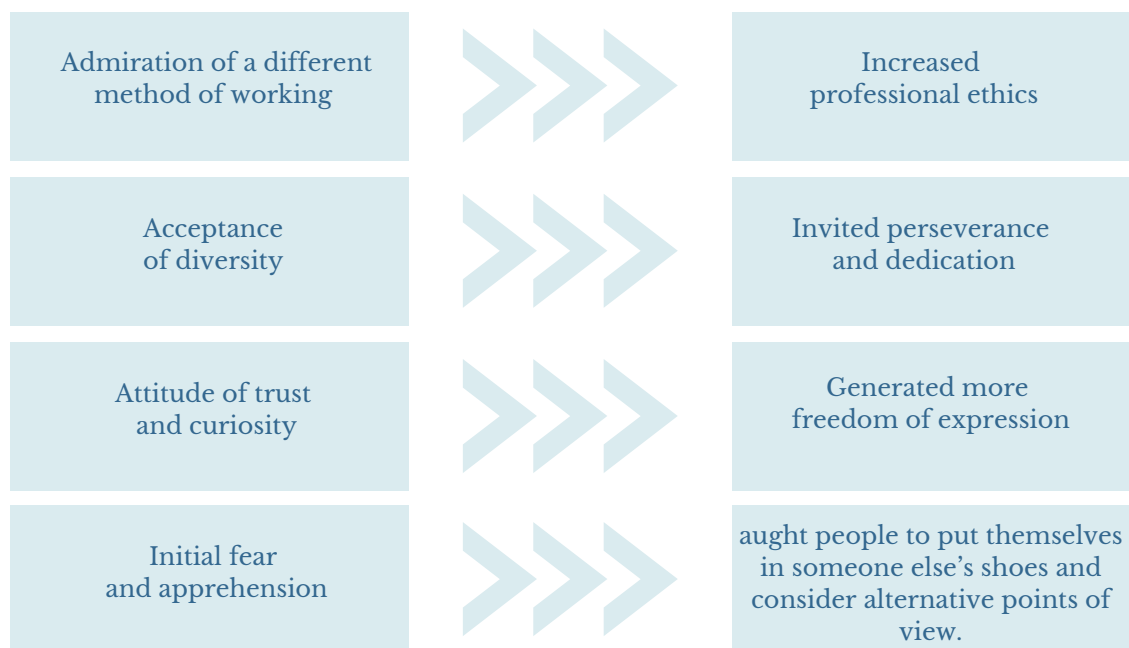 Admiration of a different
method of working
Increased
professional ethics
Acceptance
of diversity
Invited perseverance
and dedication
Attitude of trust
and curiosity
Generated more
freedom of expression
Initial fear
and apprehension
aught people to put themselves
in someone else’s shoes and
consider alternative points of
view.